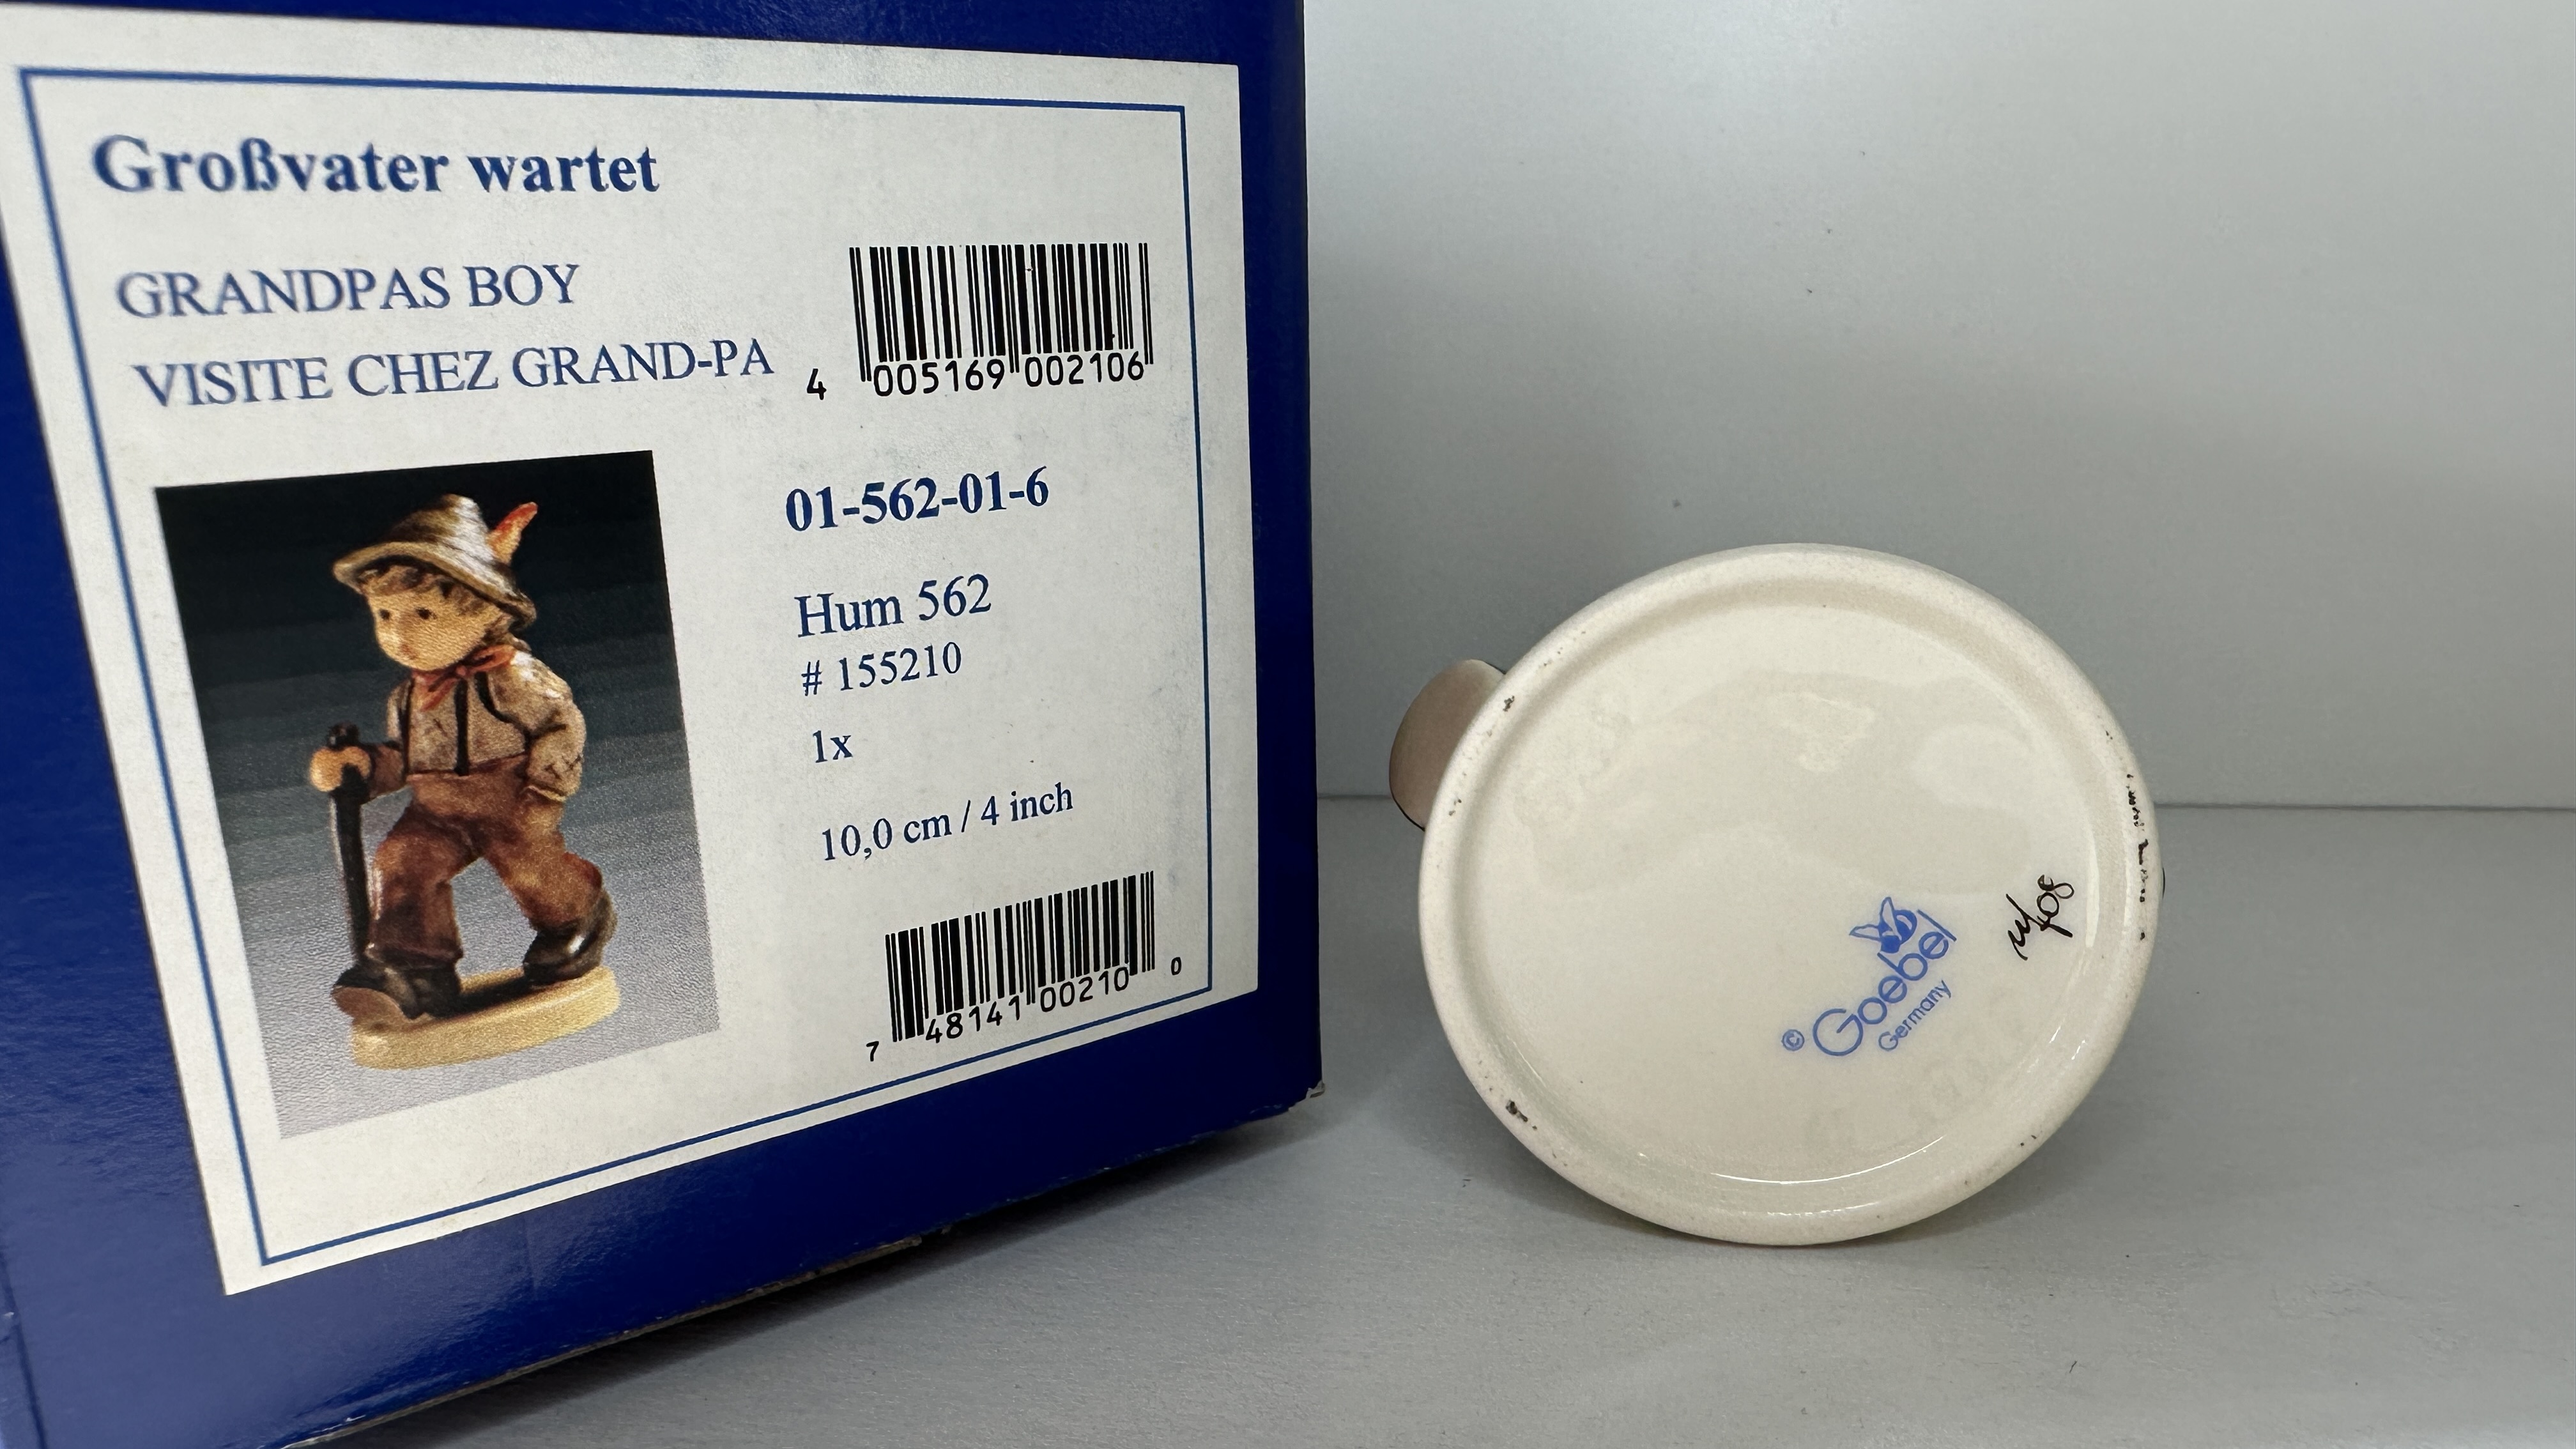 Großvater wartet
GRANDPAS BOY
VISITE CHEZ GRAND-PA
4 005169 002106
01-562-01-6
Hum 562
# 155210
1x
10,0 cm / 4 inch
7 48141 00210 0
© Goebel
Germany